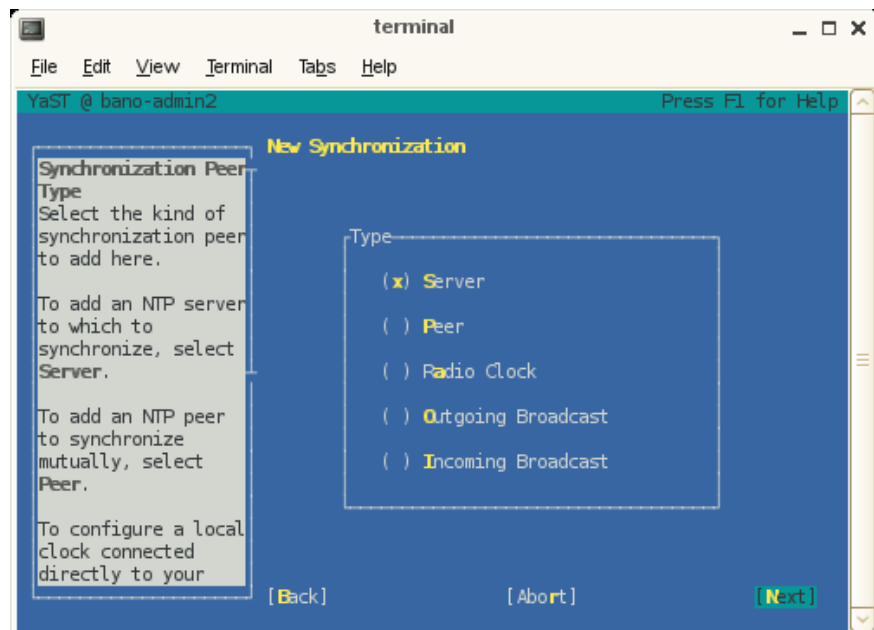 terminal
File Edit View Terminal Tabs Help
YaST @ bano-admin2 Press F1 for Help
New Synchronization
Synchronization Peer
Type
Select the kind of
synchronization peer
to add here.
To add an NTP server
to which to
synchronize, select
Server.
To add an NTP peer
to synchronize
mutually, select
Peer.
To configure a local
clock connected
directly to your
Type
(x) Server
( ) Peer
( ) Radio Clock
( ) Outgoing Broadcast
( ) Incoming Broadcast
[Back] [Abort] [Next]